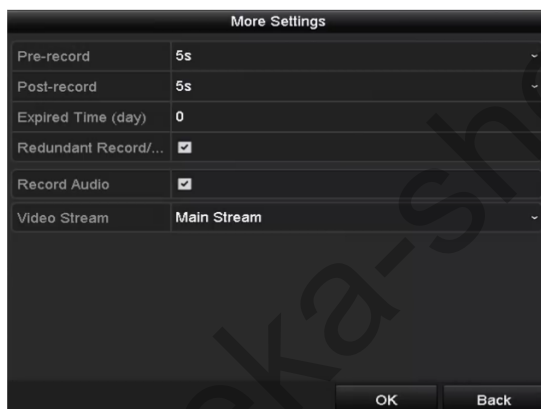 More Settings
Pre-record 5s
Post-record 5s
Expired Time (day) 0
Redundant Record/...
Record Audio
Video Stream Main Stream
OK Back